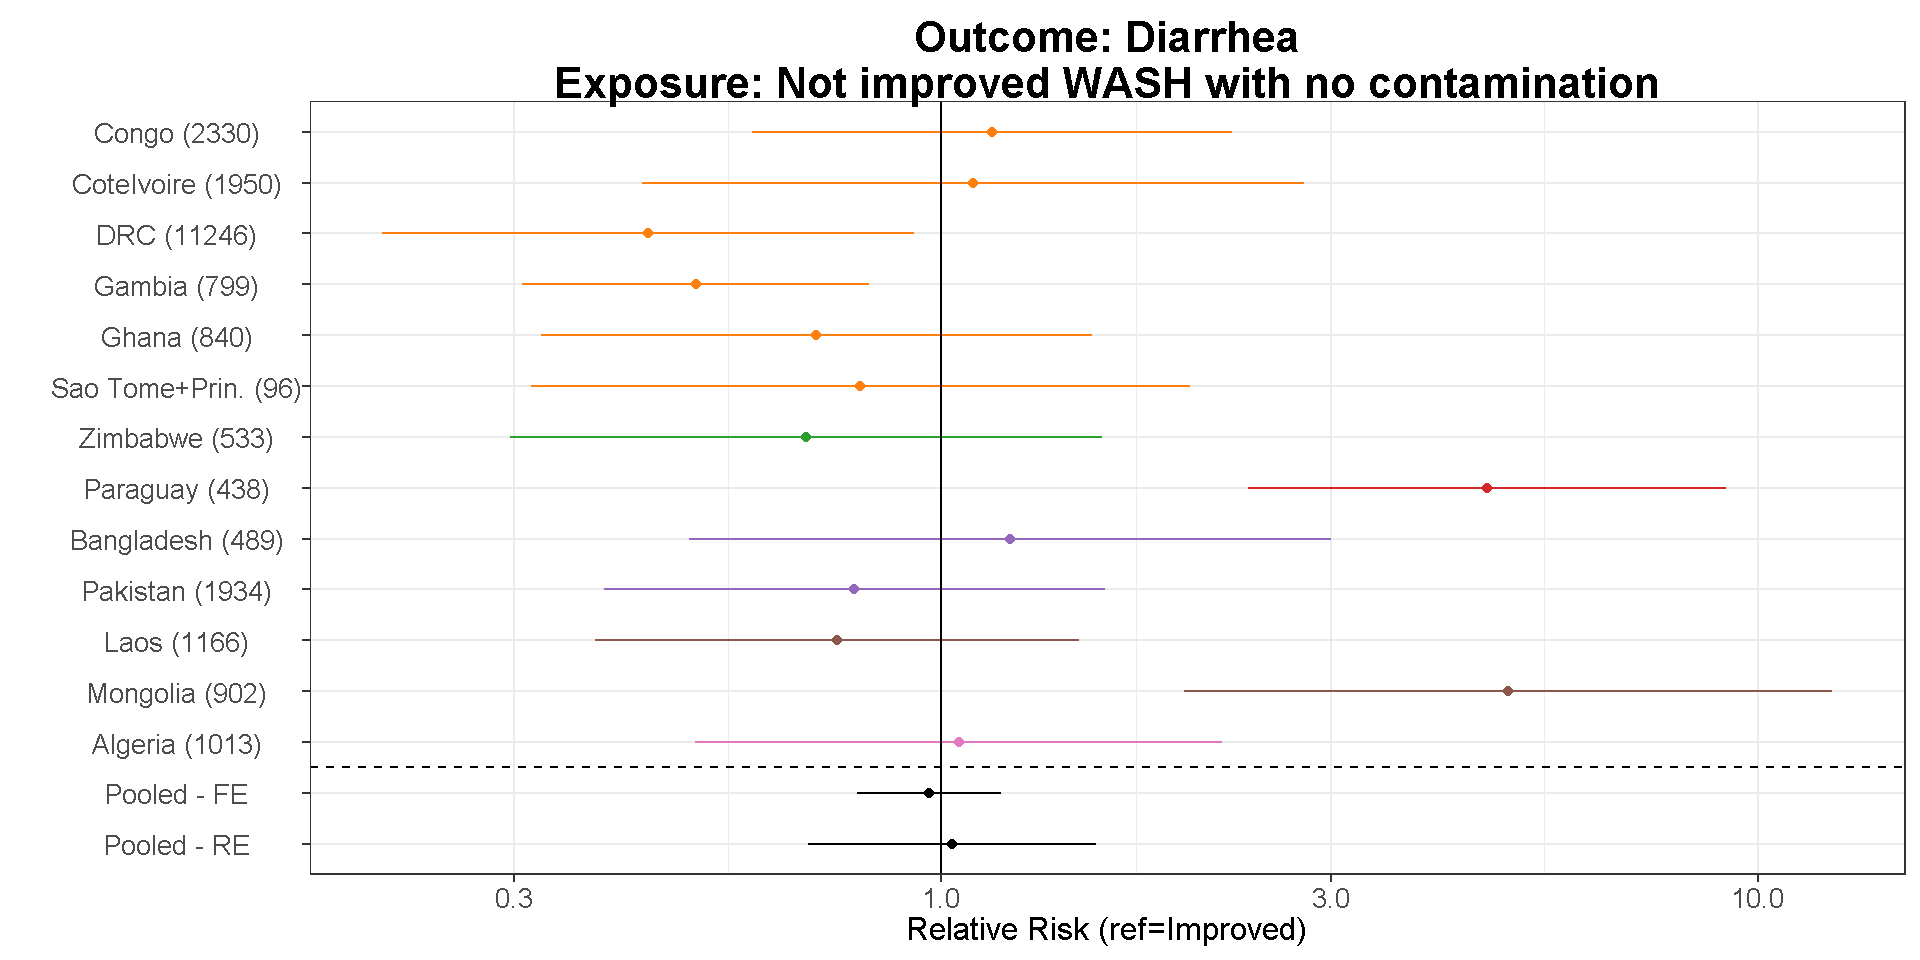 Outcome: Diarrhea
Exposure: Not improved WASH with no contamination
Congo (2330)
CoteIvoire (1950)
DRC (11246)
Gambia (799)
Ghana (840)
Sao Tome+Prin. (96)
Zimbabwe (533)
Paraguay (438)
Bangladesh (489)
Pakistan (1934)
Laos (1166)
Mongolia (902)
Algeria (1013)
Pooled - FE
Pooled - RE
0.3 1.0 3.0 10.0
Relative Risk (ref=Improved)